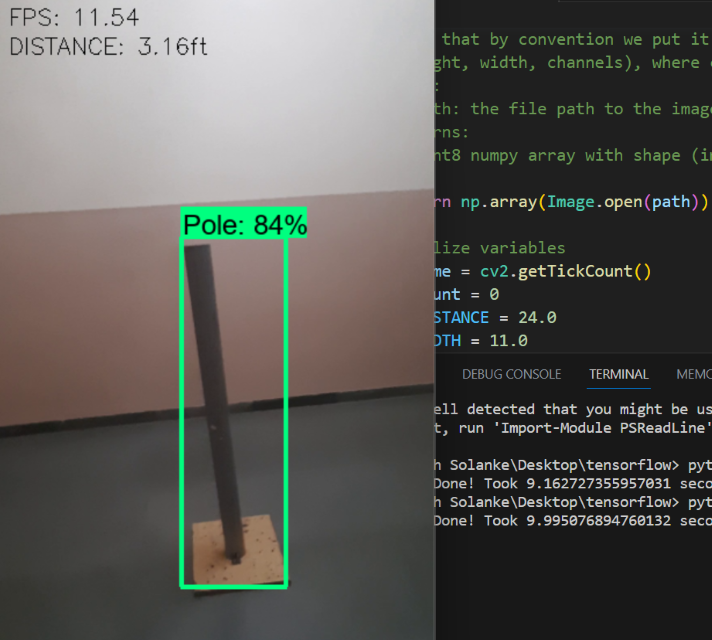 FPS: 11.54
DISTANCE: 3.16ft
Pole: 84%
that by convention we put it
ght, width, channels), where
:
th: the file path to the imag
rns:
nt8 numpy array with shape (i
rn np.array(Image.open(path))
lize variables
me = cv2.getTickCount()
unt = 0
STANCE = 24.0
DTH = 11.0
DEBUG CONSOLE TERMINAL MEMO
ell detected that you might be us
t, run 'Import-Module PSReadLine'
h Solanke\Desktop\tensorflow> pyt
Done! Took 9.162727355957031 seco
h Solanke\Desktop\tensorflow> pyt
Done! Took 9.995076894760132 seco